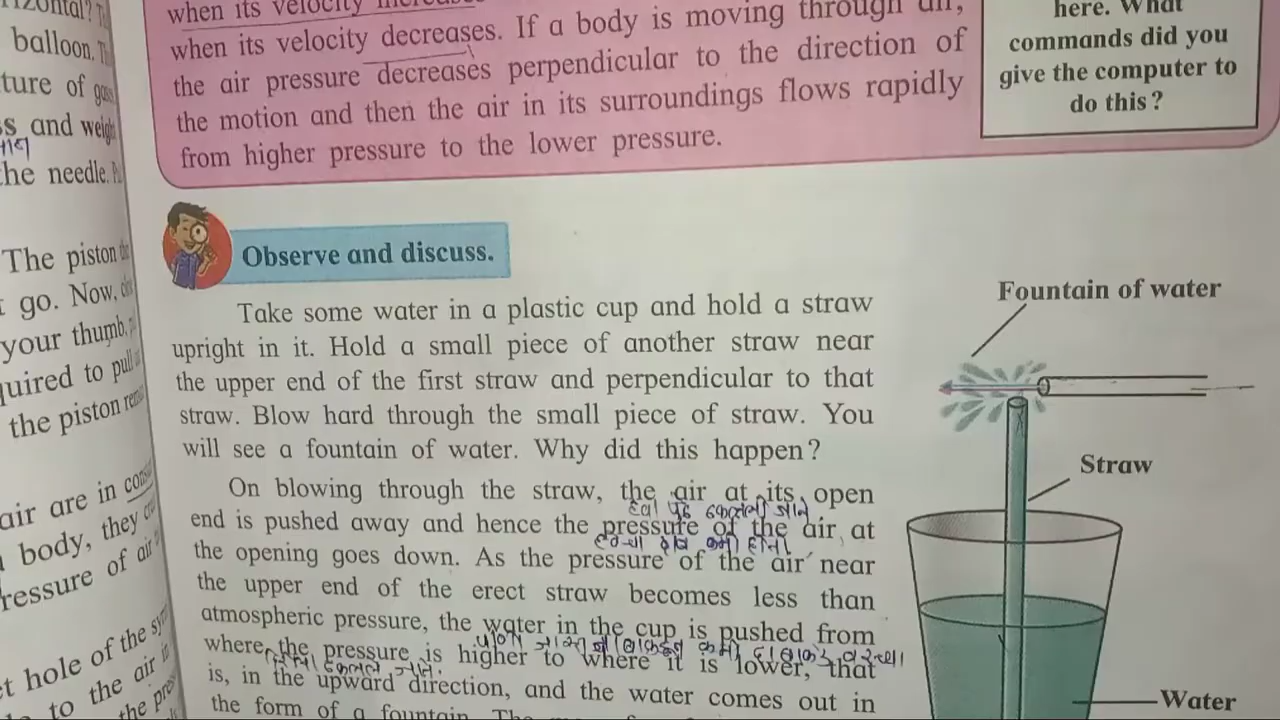 balloon.
ture of
s and
he needle.
The piston
go. Now,
your thumb,
uired to pull
the piston
air are in
body, they
ressure of air
t hole of the
to the air
the
when its velocity
when its velocity decreases. If a body is moving through air,
the air pressure decreases perpendicular to the direction of
the motion and then the air in its surroundings flows rapidly
from higher pressure to the lower pressure.
here. What
commands did you
give the computer to
do this?
Observe and discuss.
Take some water in a plastic cup and hold a straw
upright in it. Hold a small piece of another straw near
the upper end of the first straw and perpendicular to that
straw. Blow hard through the small piece of straw. You
will see a fountain of water. Why did this happen?
On blowing through the straw, the air at its open
end is pushed away and hence the pressure of the air at
the opening goes down. As the pressure of the air near
the upper end of the erect straw becomes less than
atmospheric pressure, the water in the cup is pushed from
where the pressure is higher to where it is lower, that
is, in the upward direction, and the water comes out in
the form of a fountain. The
Fountain of water
Straw
Water